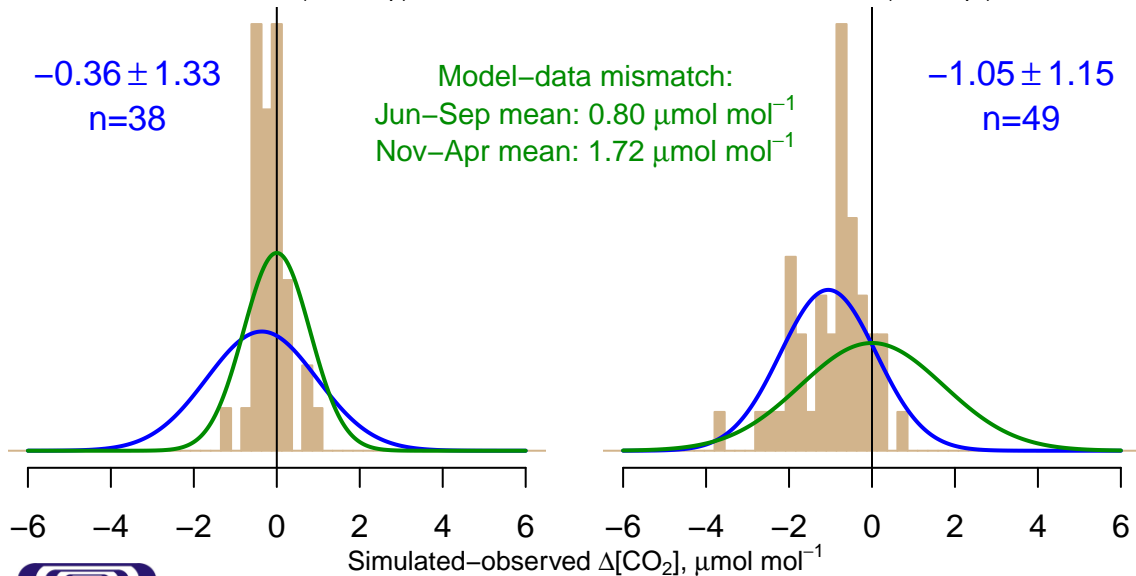 −0.36 ± 1.33
n=38
Model−data mismatch:
Jun−Sep mean: 0.80 μmol mol⁻¹
Nov−Apr mean: 1.72 μmol mol⁻¹
−1.05 ± 1.15
n=49
−6 −4 −2 0 2 4 6
−6 −4 −2 0 2 4 6
Simulated−observed Δ[CO₂], μmol mol⁻¹